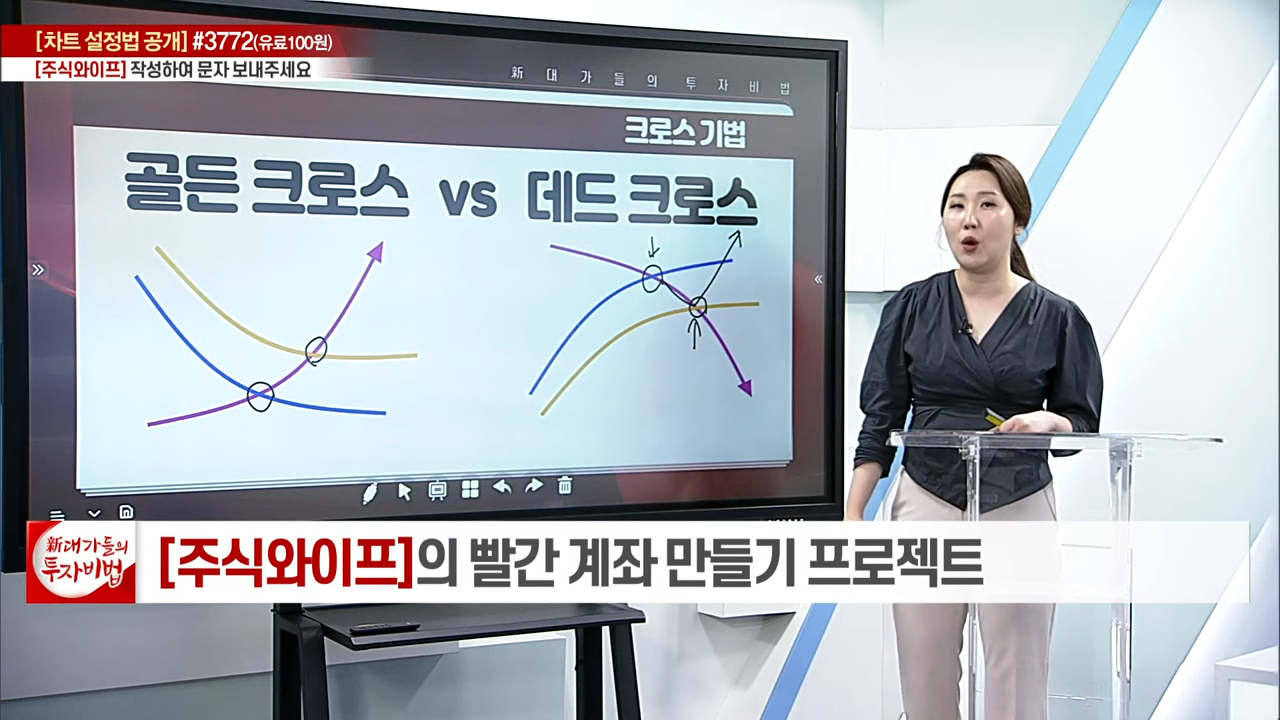 [차트 설정법 공개] #3772(유료100원)
[주식와이프] 작성하여 문자 보내주세요
新 대 가 들 의 투 자 비 법
크로스 기법
골든 크로스 vs 데드 크로스
新대가들의
투자비법
[주식와이프]의 빨간 계좌 만들기 프로젝트